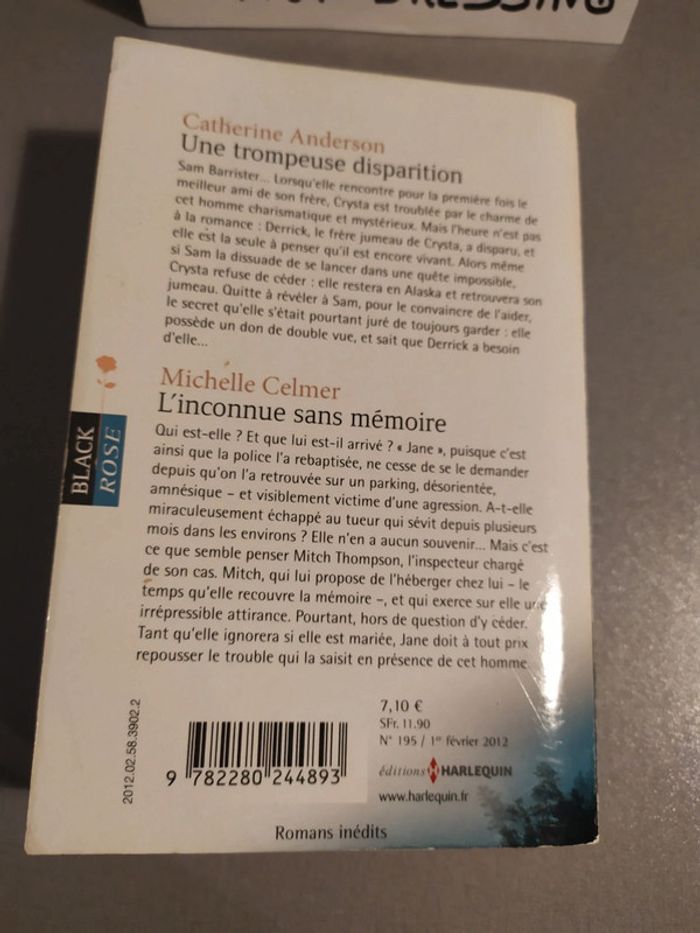 DRESSING
Catherine Anderson
Une trompeuse disparition
Sam Barrister... Lorsqu'elle rencontre pour la première fois le
meilleur ami de son frère, Crysta est troublée par le charme de
cet homme charismatique et mystérieux. Mais l'heure n'est pas
à la romance : Derrick, le frère jumeau de Crysta, a disparu, et
elle est la seule à penser qu'il est encore vivant. Alors même
si Sam la dissuade de se lancer dans une quête impossible,
Crysta refuse de céder : elle restera en Alaska et retrouvera son
jumeau. Quitte à révéler à Sam, pour le convaincre de l'aider,
le secret qu'elle s'était pourtant juré de toujours garder : elle
possède un don de double vue, et sait que Derrick a besoin
d'elle...
Michelle Celmer
L'inconnue sans mémoire
Qui est-elle ? Et que lui est-il arrivé ? « Jane », puisque c'est
ainsi que la police l'a rebaptisée, ne cesse de se le demander
depuis qu'on l'a retrouvée sur un parking, désorientée,
amnésique – et visiblement victime d'une agression. A-t-elle
miraculeusement échappé au tueur qui sévit depuis plusieurs
mois dans les environs ? Elle n'en a aucun souvenir... Mais c'est
ce que semble penser Mitch Thompson, l'inspecteur chargé
de son cas. Mitch, qui lui propose de l'héberger chez lui – le
temps qu'elle recouvre la mémoire –, et qui exerce sur elle une
irrépressible attirance. Pourtant, hors de question d'y céder.
Tant qu'elle ignorera si elle est mariée, Jane doit à tout prix
repousser le trouble qui la saisit en présence de cet homme
BLACK
ROSE
2012.02.58.3902.2
9 782280 244893
7,10 €
SFr. 11.90
N° 195 / 1er février 2012
éditions HARLEQUIN
www.harlequin.fr
Romans inédits